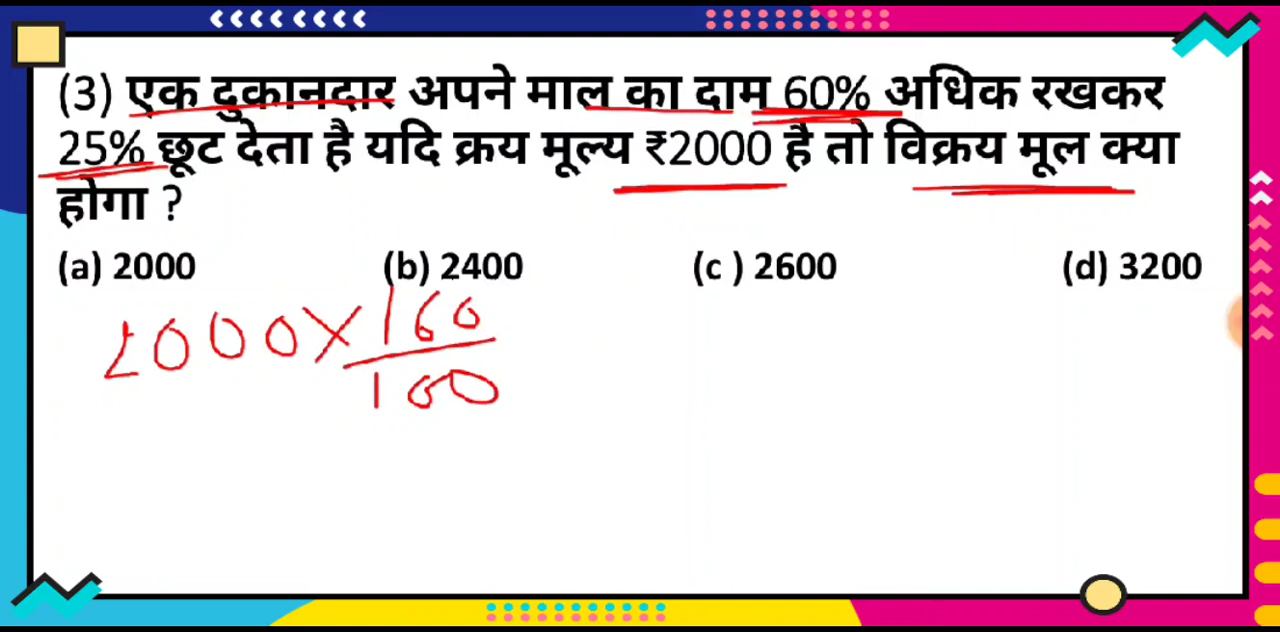 (3) एक दुकानदार अपने माल का दाम 60% अधिक रखकर
25% छूट देता है यदि क्रय मूल्य ₹2000 है तो विक्रय मूल क्या
होगा ?
(a) 2000 (b) 2400 (c ) 2600 (d) 3200
2000 × 160
100